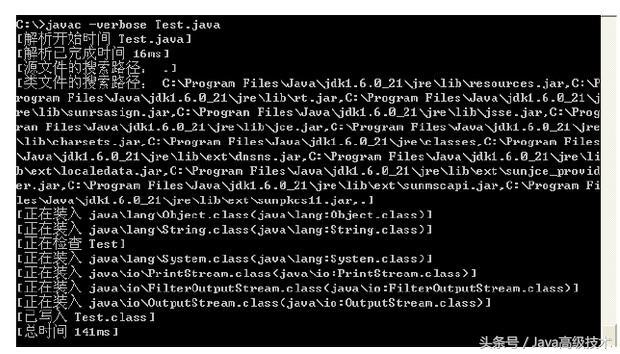 C:\>javac -verbose Test.java
[解析开始时间 Test.java]
[解析已完成时间 16ms]
[源文件的搜索路径： .]
[类文件的搜索路径： C:\Program Files\Java\jdk1.6.0_21\jre\lib\resources.jar,C:\P
rogram Files\Java\jdk1.6.0_21\jre\lib\rt.jar,C:\Program Files\Java\jdk1.6.0_21\j
re\lib\sunrsasign.jar,C:\Program Files\Java\jdk1.6.0_21\jre\lib\jsse.jar,C:\Prog
ram Files\Java\jdk1.6.0_21\jre\lib\jce.jar,C:\Program Files\Java\jdk1.6.0_21\jre
\lib\charsets.jar,C:\Program Files\Java\jdk1.6.0_21\jre\classes,C:\Program Files
\Java\jdk1.6.0_21\jre\lib\ext\dnsns.jar,C:\Program Files\Java\jdk1.6.0_21\jre\li
b\ext\localedata.jar,C:\Program Files\Java\jdk1.6.0_21\jre\lib\ext\sunjce_provid
er.jar,C:\Program Files\Java\jdk1.6.0_21\jre\lib\ext\sunmscapi.jar,C:\Program Fi
les\Java\jdk1.6.0_21\jre\lib\ext\sunpkcs11.jar,.]
[正在装入 java\lang\Object.class(java\lang:Object.class)]
[正在装入 java\lang\String.class(java\lang:String.class)]
[正在检查 Test]
[正在装入 java\lang\System.class(java\lang:System.class)]
[正在装入 java\io\PrintStream.class(java\io:PrintStream.class)]
[正在装入 java\io\FilterOutputStream.class(java\io:FilterOutputStream.class)]
[正在装入 java\io\OutputStream.class(java\io:OutputStream.class)]
[已写入 Test.class]
[总时间 141ms]
头条号 / Java高级技术